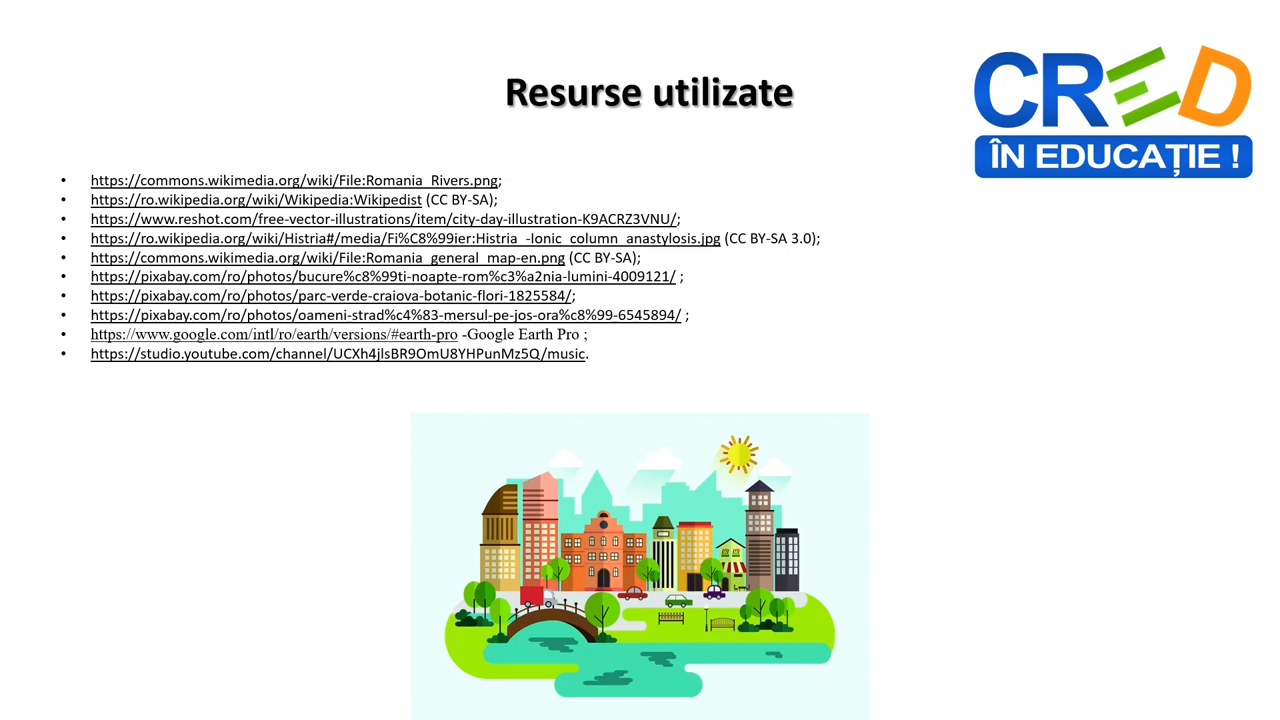 Resurse utilizate
CRED
ÎN EDUCAȚIE !
• https://commons.wikimedia.org/wiki/File:Romania_Rivers.png;
• https://ro.wikipedia.org/wiki/Wikipedia:Wikipedist (CC BY-SA);
• https://www.reshot.com/free-vector-illustrations/item/city-day-illustration-K9ACRZ3VNU/;
• https://ro.wikipedia.org/wiki/Histria#/media/Fi%C8%99ier:Histria_-Ionic_column_anastylosis.jpg (CC BY-SA 3.0);
• https://commons.wikimedia.org/wiki/File:Romania_general_map-en.png (CC BY-SA);
• https://pixabay.com/ro/photos/bucure%c8%99ti-noapte-rom%c3%a2nia-lumini-4009121/ ;
• https://pixabay.com/ro/photos/parc-verde-craiova-botanic-flori-1825584/;
• https://pixabay.com/ro/photos/oameni-strad%c4%83-mersul-pe-jos-ora%c8%99-6545894/ ;
• https://www.google.com/intl/ro/earth/versions/#earth-pro -Google Earth Pro ;
• https://studio.youtube.com/channel/UCXh4jlsBR9OmU8YHPunMz5Q/music.